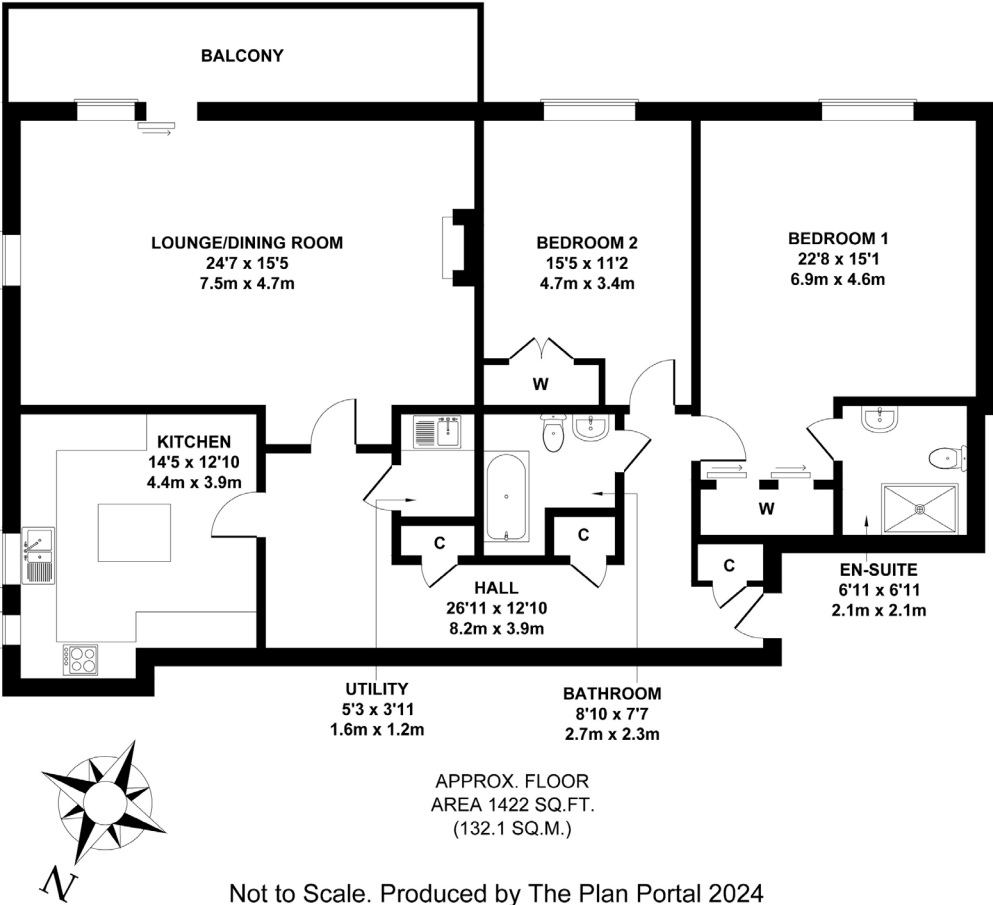 BALCONY
LOUNGE/DINING ROOM
24'7 x 15'5
7.5m x 4.7m
BEDROOM 2
15'5 x 11'2
4.7m x 3.4m
BEDROOM 1
22'8 x 15'1
6.9m x 4.6m
W
KITCHEN
14'5 x 12'10
4.4m x 3.9m
W
C
C
C
HALL
26'11 x 12'10
8.2m x 3.9m
EN-SUITE
6'11 x 6'11
2.1m x 2.1m
UTILITY
5'3 x 3'11
1.6m x 1.2m
BATHROOM
8'10 x 7'7
2.7m x 2.3m
APPROX. FLOOR
AREA 1422 SQ.FT.
(132.1 SQ.M.)
N
Not to Scale. Produced by The Plan Portal 2024